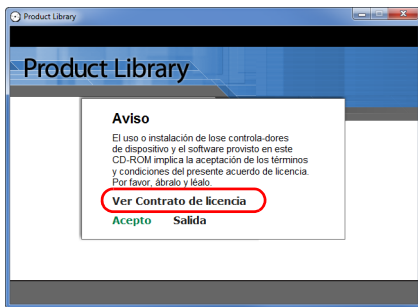 Product Library
Product Library
Aviso
El uso o instalación de lose controla-dores
de dispositivo y el software provisto en este
CD-ROM implica la aceptación de los términos
y condiciones del presente acuerdo de licencia.
Por favor, ábralo y léalo.
Ver Contrato de licencia
Acepto Salida